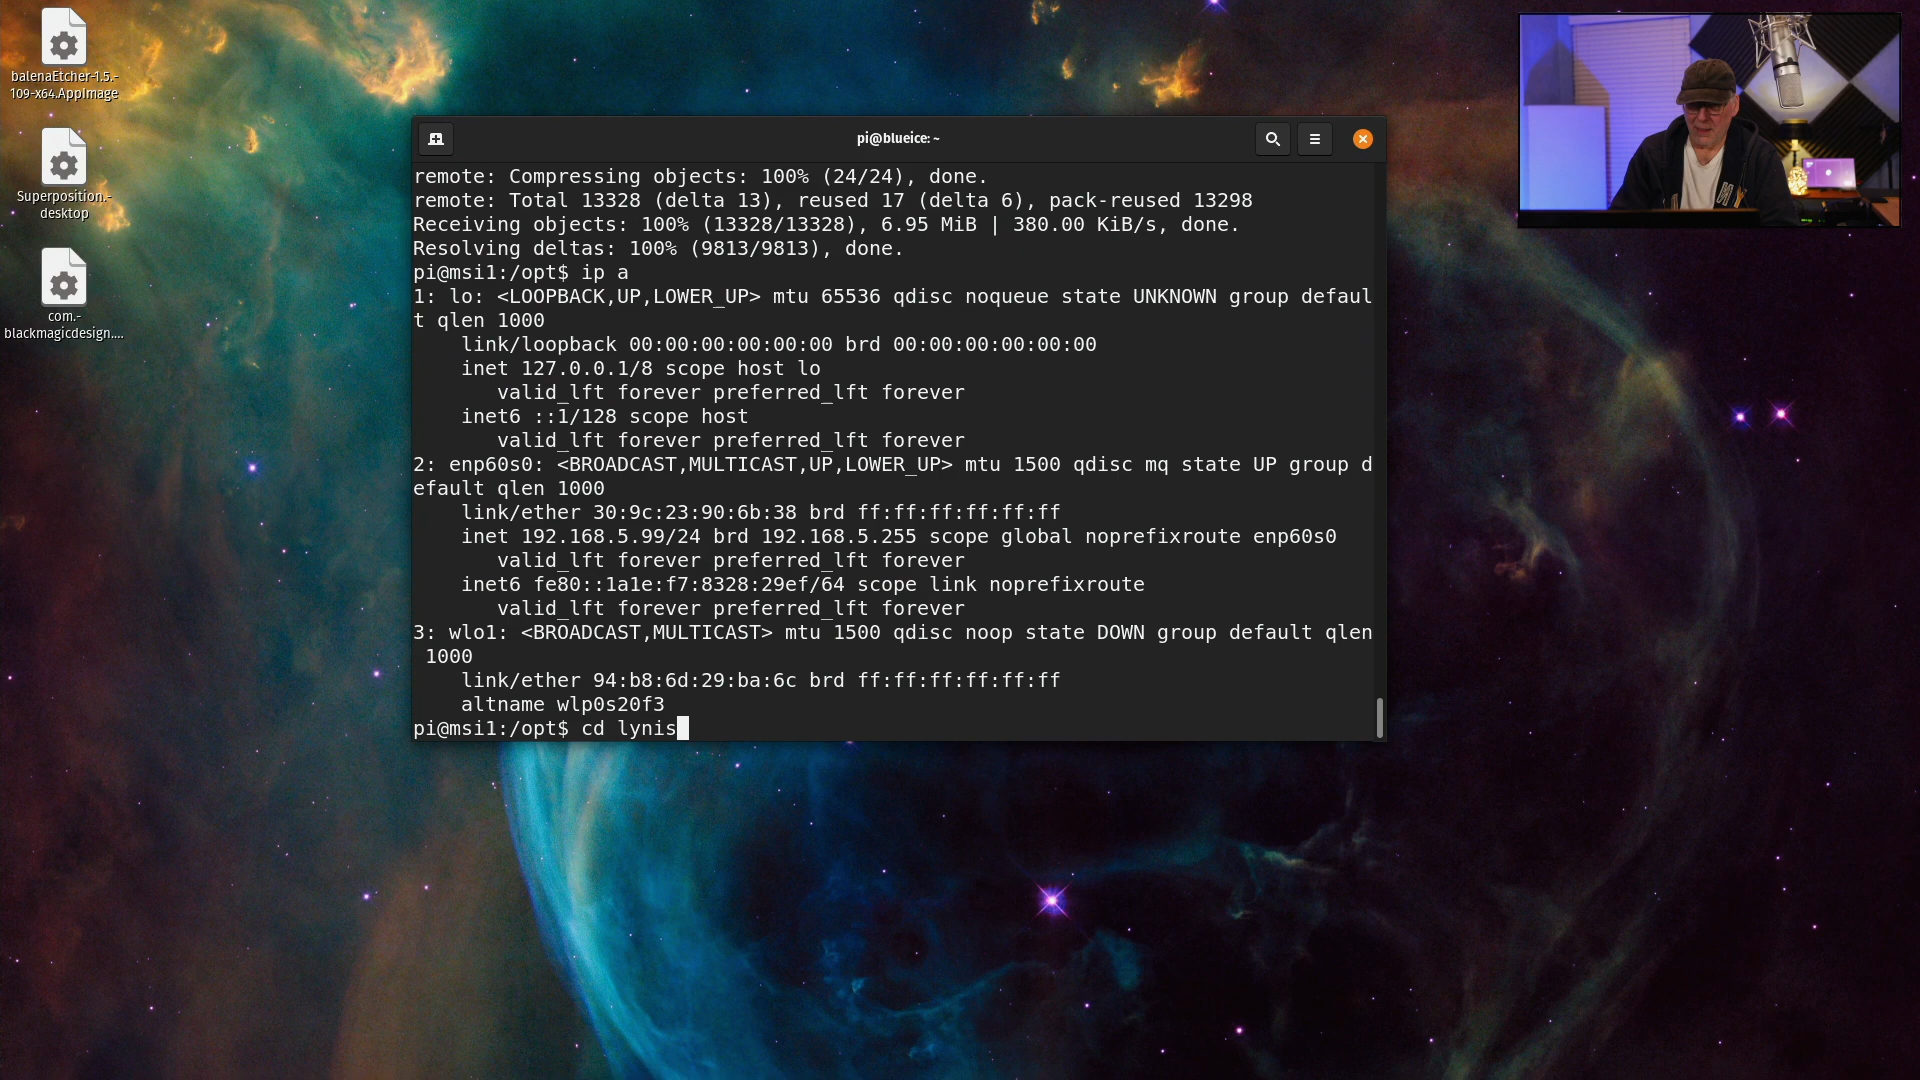 balenaEtcher-1.5.-
109-x64.AppImage
Superposition.-
desktop
com.-
blackmagicdesign....
pi@blueice: ~
remote: Compressing objects: 100% (24/24), done.
remote: Total 13328 (delta 13), reused 17 (delta 6), pack-reused 13298
Receiving objects: 100% (13328/13328), 6.95 MiB | 380.00 KiB/s, done.
Resolving deltas: 100% (9813/9813), done.
pi@msi1:/opt$ ip a
1: lo: <LOOPBACK,UP,LOWER_UP> mtu 65536 qdisc noqueue state UNKNOWN group defaul
t qlen 1000
link/loopback 00:00:00:00:00:00 brd 00:00:00:00:00:00
inet 127.0.0.1/8 scope host lo
valid_lft forever preferred_lft forever
inet6 ::1/128 scope host
valid_lft forever preferred_lft forever
2: enp60s0: <BROADCAST,MULTICAST,UP,LOWER_UP> mtu 1500 qdisc mq state UP group d
efault qlen 1000
link/ether 30:9c:23:90:6b:38 brd ff:ff:ff:ff:ff:ff
inet 192.168.5.99/24 brd 192.168.5.255 scope global noprefixroute enp60s0
valid_lft forever preferred_lft forever
inet6 fe80::1a1e:f7:8328:29ef/64 scope link noprefixroute
valid_lft forever preferred_lft forever
3: wlo1: <BROADCAST,MULTICAST> mtu 1500 qdisc noop state DOWN group default qlen
1000
link/ether 94:b8:6d:29:ba:6c brd ff:ff:ff:ff:ff:ff
altname wlp0s20f3
pi@msi1:/opt$ cd lynis